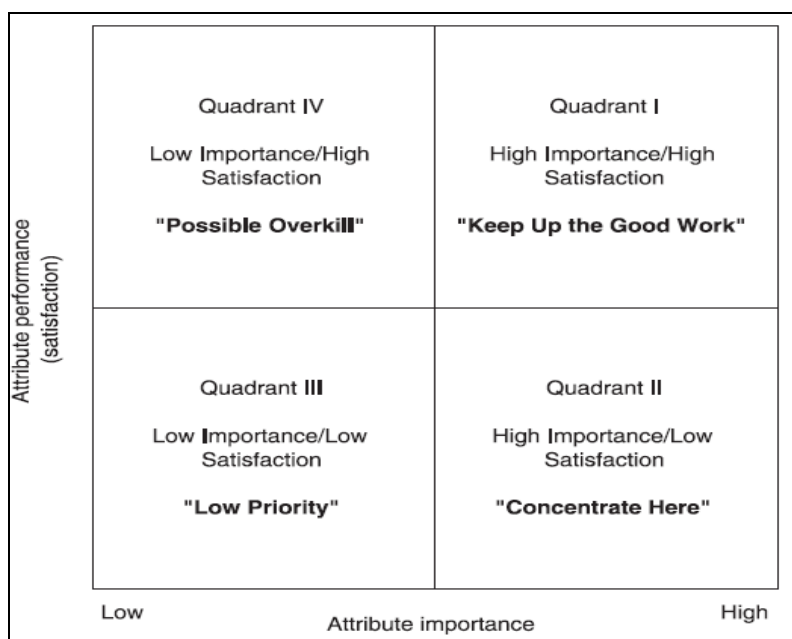 Quadrant IV
Low Importance/High
Satisfaction
"Possible Overkill"
Quadrant I
High Importance/High
Satisfaction
"Keep Up the Good Work"
Attribute performance
(satisfaction)
Quadrant III
Low Importance/Low
Satisfaction
"Low Priority"
Quadrant II
High Importance/Low
Satisfaction
"Concentrate Here"
Low
Attribute importance
High